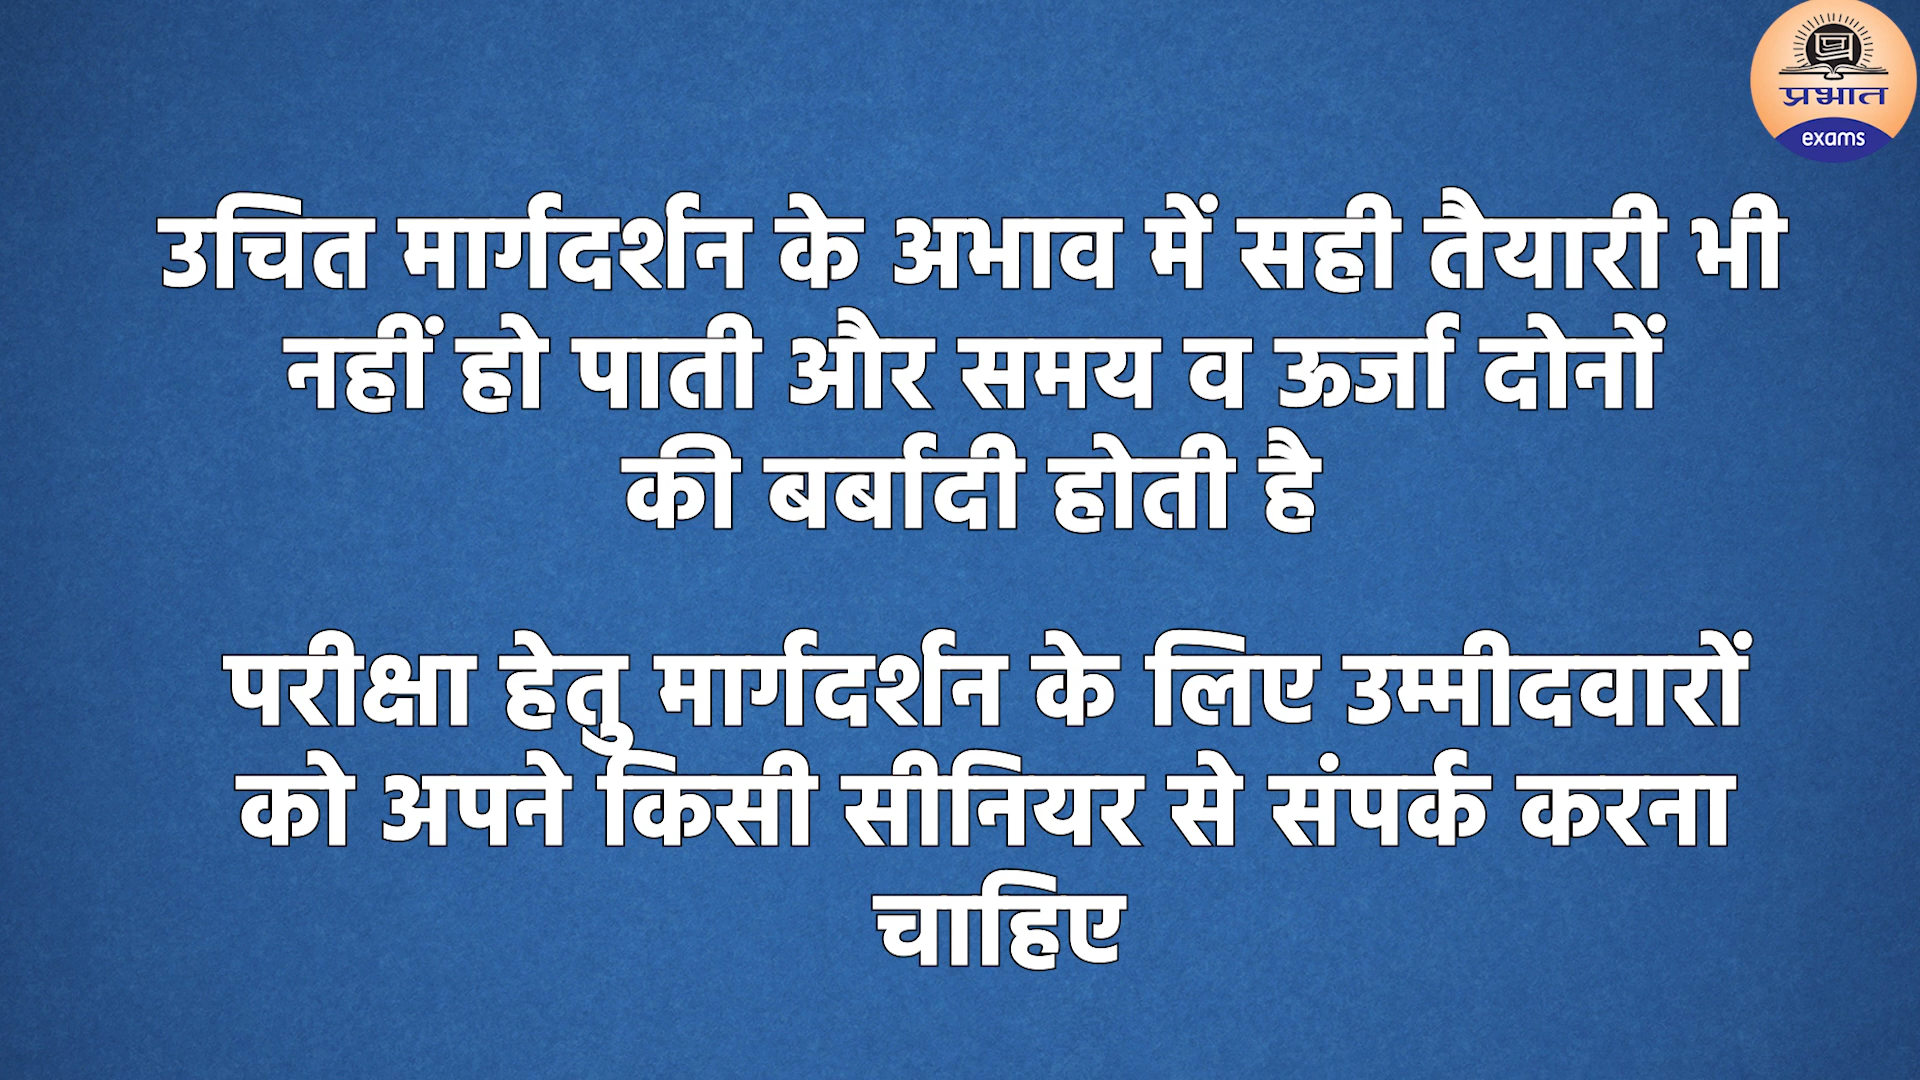 प्रभात
exams
उचित मार्गदर्शन के अभाव में सही तैयारी भी
नहीं हो पाती और समय व ऊर्जा दोनों
की बर्बादी होती है
परीक्षा हेतु मार्गदर्शन के लिए उम्मीदवारों
को अपने किसी सीनियर से संपर्क करना
चाहिए